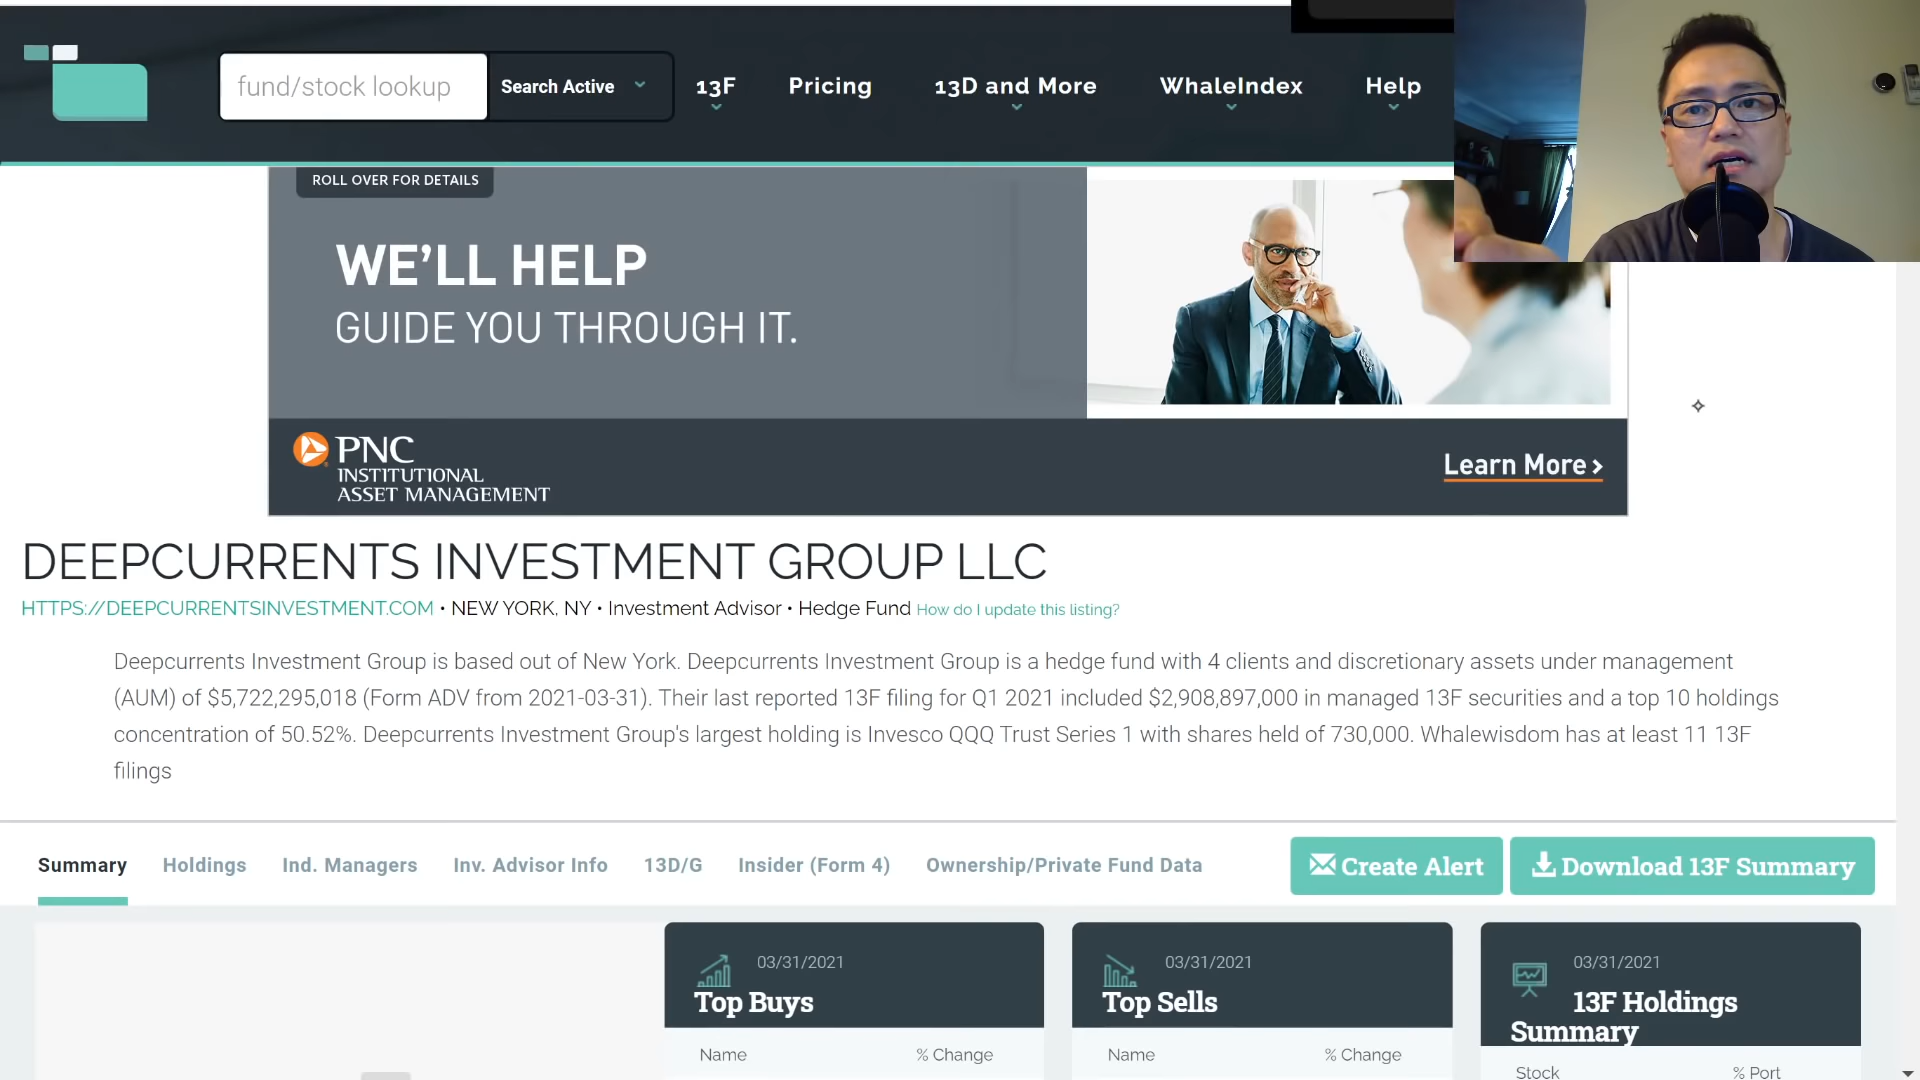 fund/stock lookup
Search Active
13F
Pricing
13D and More
WhaleIndex
Help
ROLL OVER FOR DETAILS
WE’LL HELP
GUIDE YOU THROUGH IT.
PNC
INSTITUTIONAL
ASSET MANAGEMENT
Learn More
DEEPCURRENTS INVESTMENT GROUP LLC
HTTPS://DEEPCURRENTSINVESTMENT.COM • NEW YORK, NY • Investment Advisor • Hedge Fund How do I update this listing?
Deepcurrents Investment Group is based out of New York. Deepcurrents Investment Group is a hedge fund with 4 clients and discretionary assets under management
(AUM) of $5,722,295,018 (Form ADV from 2021-03-31). Their last reported 13F filing for Q1 2021 included $2,908,897,000 in managed 13F securities and a top 10 holdings
concentration of 50.52%. Deepcurrents Investment Group's largest holding is Invesco QQQ Trust Series 1 with shares held of 730,000. Whalewisdom has at least 11 13F
filings
Summary
Holdings
Ind. Managers
Inv. Advisor Info
13D/G
Insider (Form 4)
Ownership/Private Fund Data
Create Alert
Download 13F Summary
03/31/2021
Top Buys
Name % Change
03/31/2021
Top Sells
Name % Change
03/31/2021
13F Holdings
Summary
Stock % Port